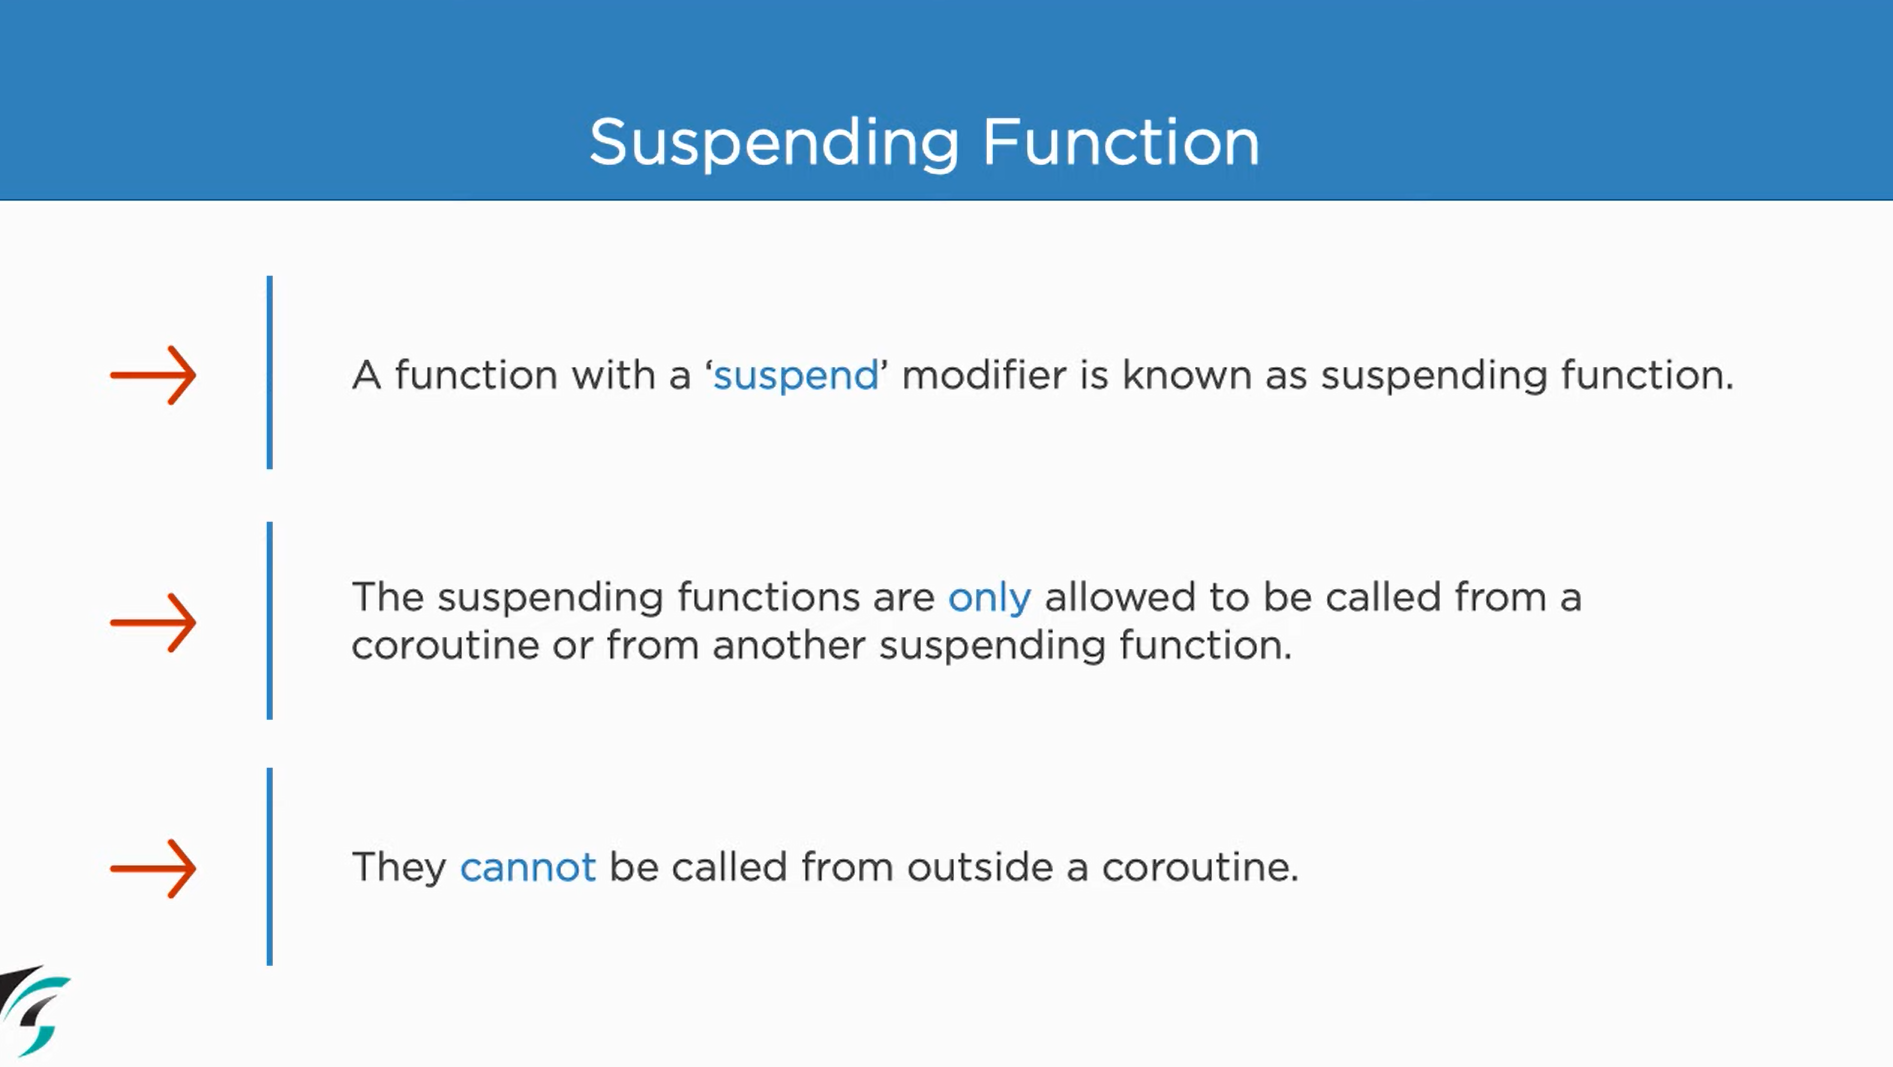 Suspending Function
A function with a ‘suspend’ modifier is known as suspending function.
The suspending functions are only allowed to be called from a
coroutine or from another suspending function.
They cannot be called from outside a coroutine.